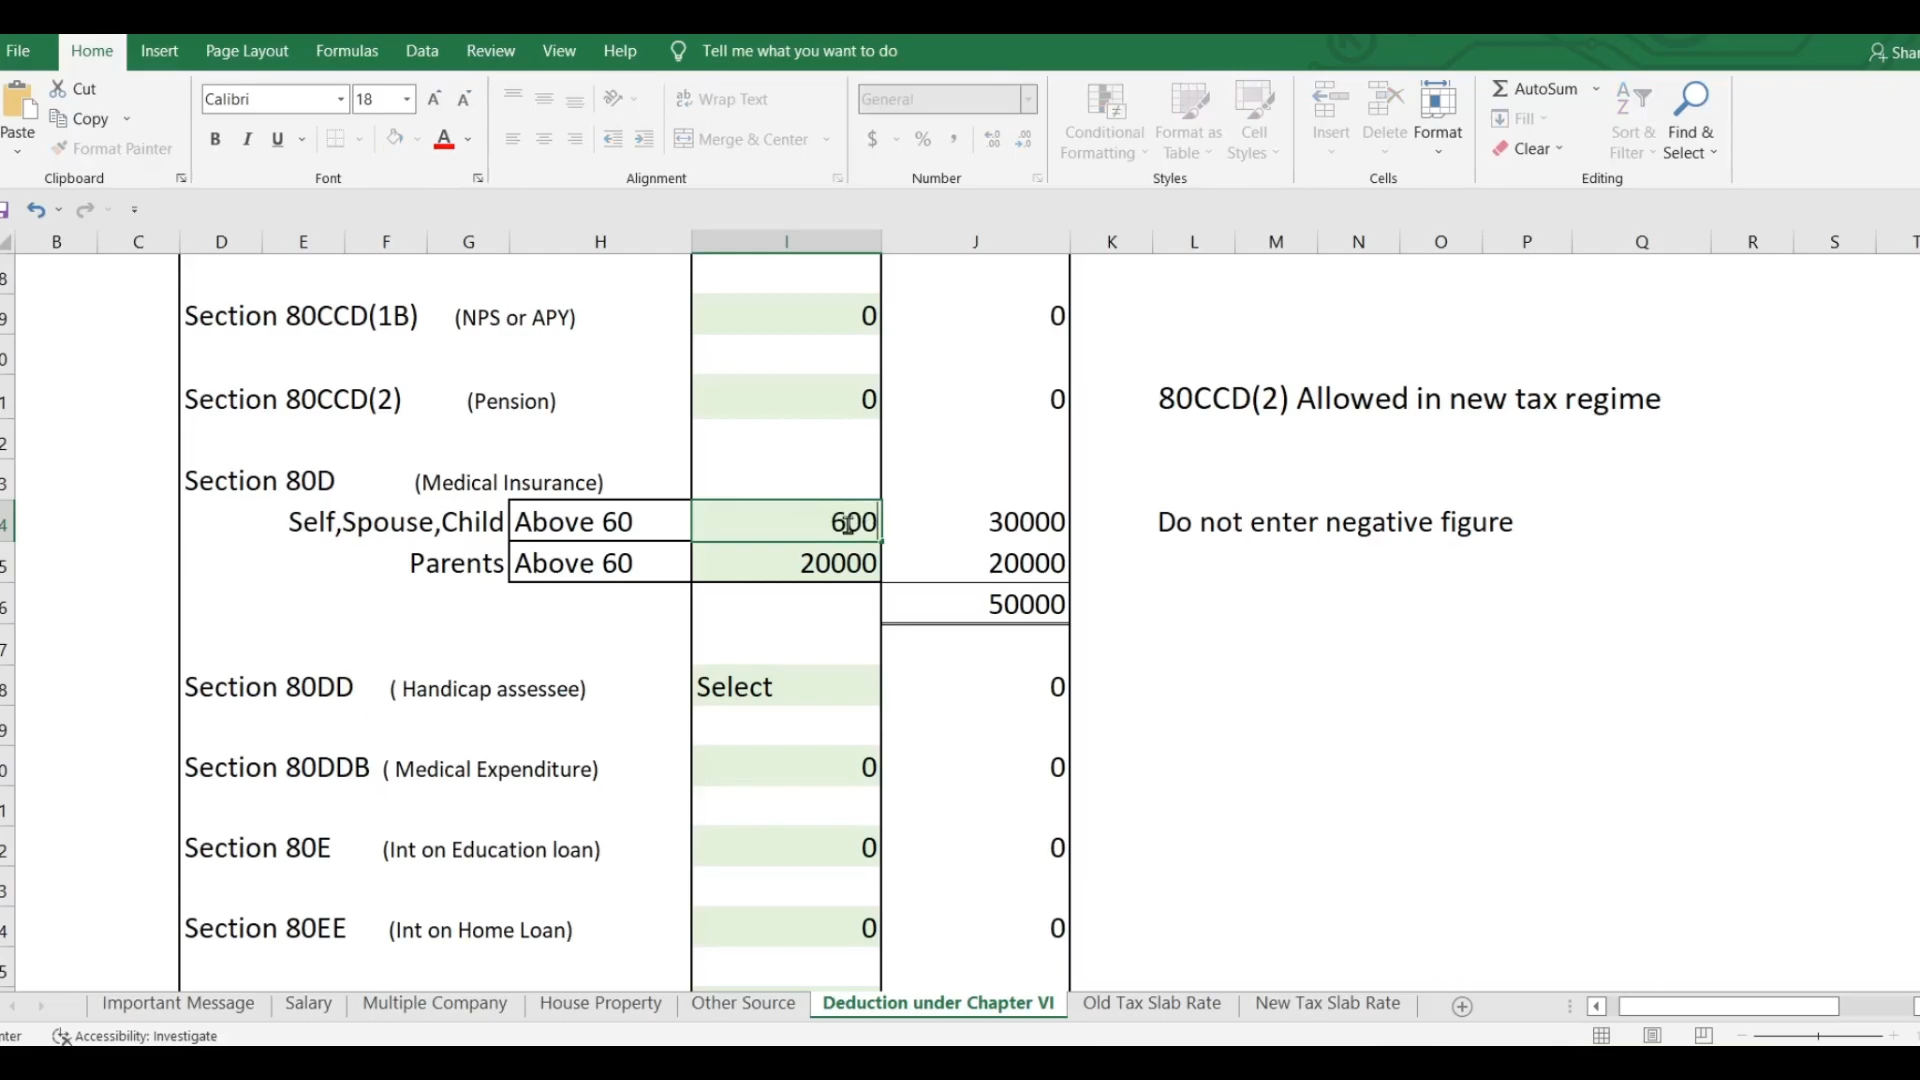 File Home Insert Page Layout Formulas Data Review View Help Tell me what you want to do
Cut
Copy
Format Painter
Paste
Clipboard
Calibri 18
B I U
Font
Wrap Text
Merge & Center
Alignment
General
$ %
Number
Conditional Formatting
Format as Table
Cell Styles
Styles
Insert Delete Format
Cells
AutoSum
Fill
Clear
Sort & Filter
Find & Select
Editing
B C D E F G H I J K L M N O P Q R S
Section 80CCD(1B) (NPS or APY) 0 0
Section 80CCD(2) (Pension) 0 0 80CCD(2) Allowed in new tax regime
Section 80D (Medical Insurance)
Self,Spouse,Child Above 60 600 30000 Do not enter negative figure
Parents Above 60 20000 20000
50000
Section 80DD ( Handicap assessee) Select 0
Section 80DDB ( Medical Expenditure) 0 0
Section 80E (Int on Education loan) 0 0
Section 80EE (Int on Home Loan) 0 0
Important Message Salary Multiple Company House Property Other Source Deduction under Chapter VI Old Tax Slab Rate New Tax Slab Rate
Accessibility: Investigate